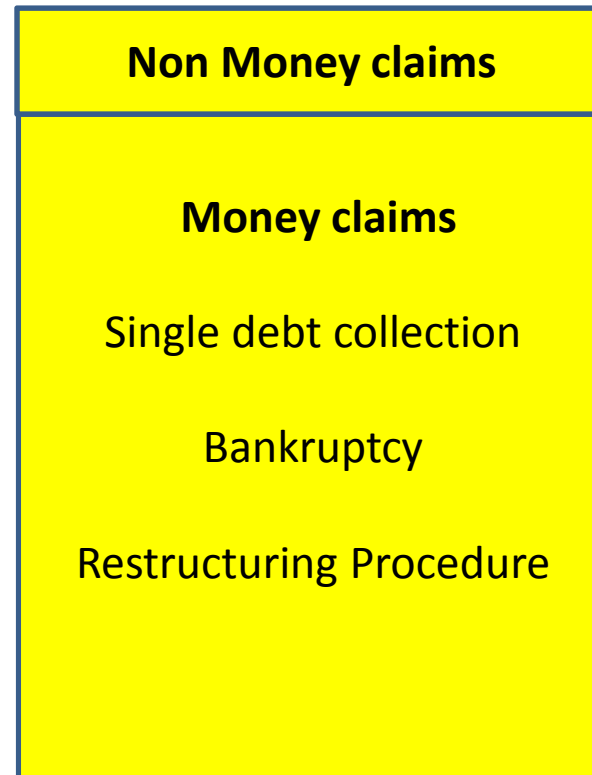 Non Money claims
Money claims
Single debt collection
Bankruptcy
Restructuring Procedure